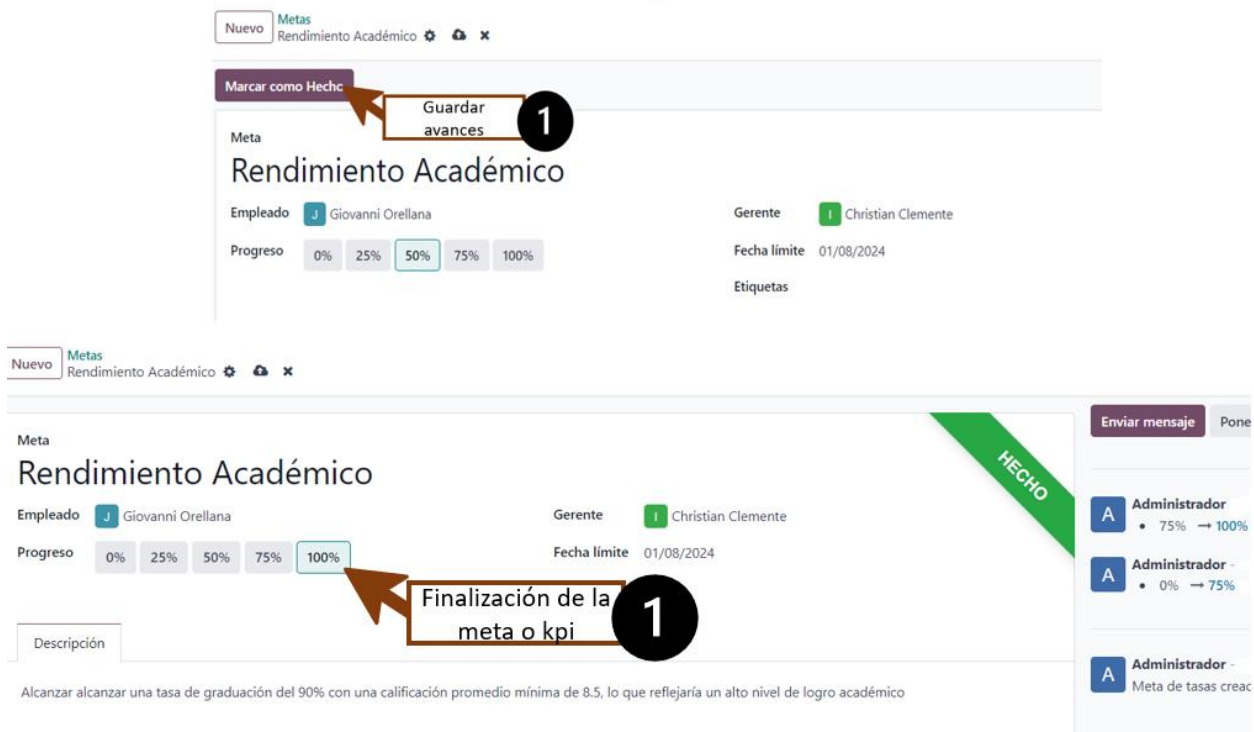 Nuevo Metas
Rendimiento Académico
Marcar como Hecho
Guardar
avances
1
Meta
Rendimiento Académico
Empleado J Giovanni Orellana
Gerente I Christian Clemente
Progreso 0% 25% 50% 75% 100%
Fecha límite 01/08/2024
Etiquetas
Nuevo Metas
Rendimiento Académico
Enviar mensaje Pone
Meta
Rendimiento Académico
HECHO
Empleado J Giovanni Orellana
Gerente I Christian Clemente
Progreso 0% 25% 50% 75% 100%
Fecha límite 01/08/2024
Finalización de la
meta o kpi
1
Descripción
Alcanzar alcanzar una tasa de graduación del 90% con una calificación promedio mínima de 8.5, lo que reflejaría un alto nivel de logro académico
A Administrador
• 75% → 100%
A Administrador -
• 0% → 75%
A Administrador -
Meta de tasas creac